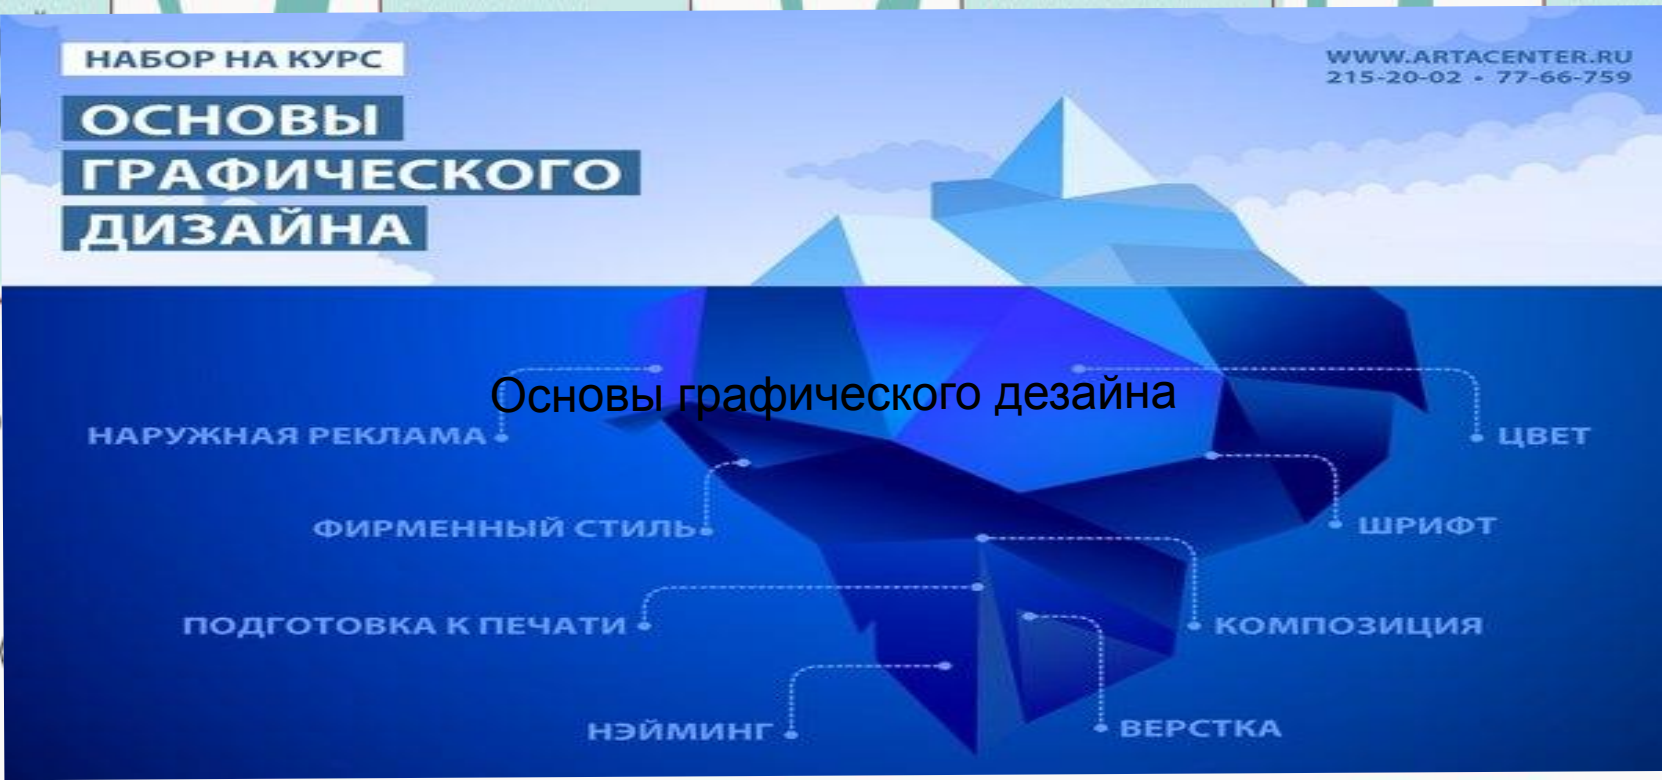 НАБОР НА КУРС
ОСНОВЫ
ГРАФИЧЕСКОГО
ДИЗАЙНА
WWW.ARTACENTER.RU
215-20-02 • 77-66-759
Основы графического дезайна
НАРУЖНАЯ РЕКЛАМА
ЦВЕТ
ФИРМЕННЫЙ СТИЛЬ
ШРИФТ
ПОДГОТОВКА К ПЕЧАТИ
КОМПОЗИЦИЯ
НЭЙМИНГ
ВЕРСТКА